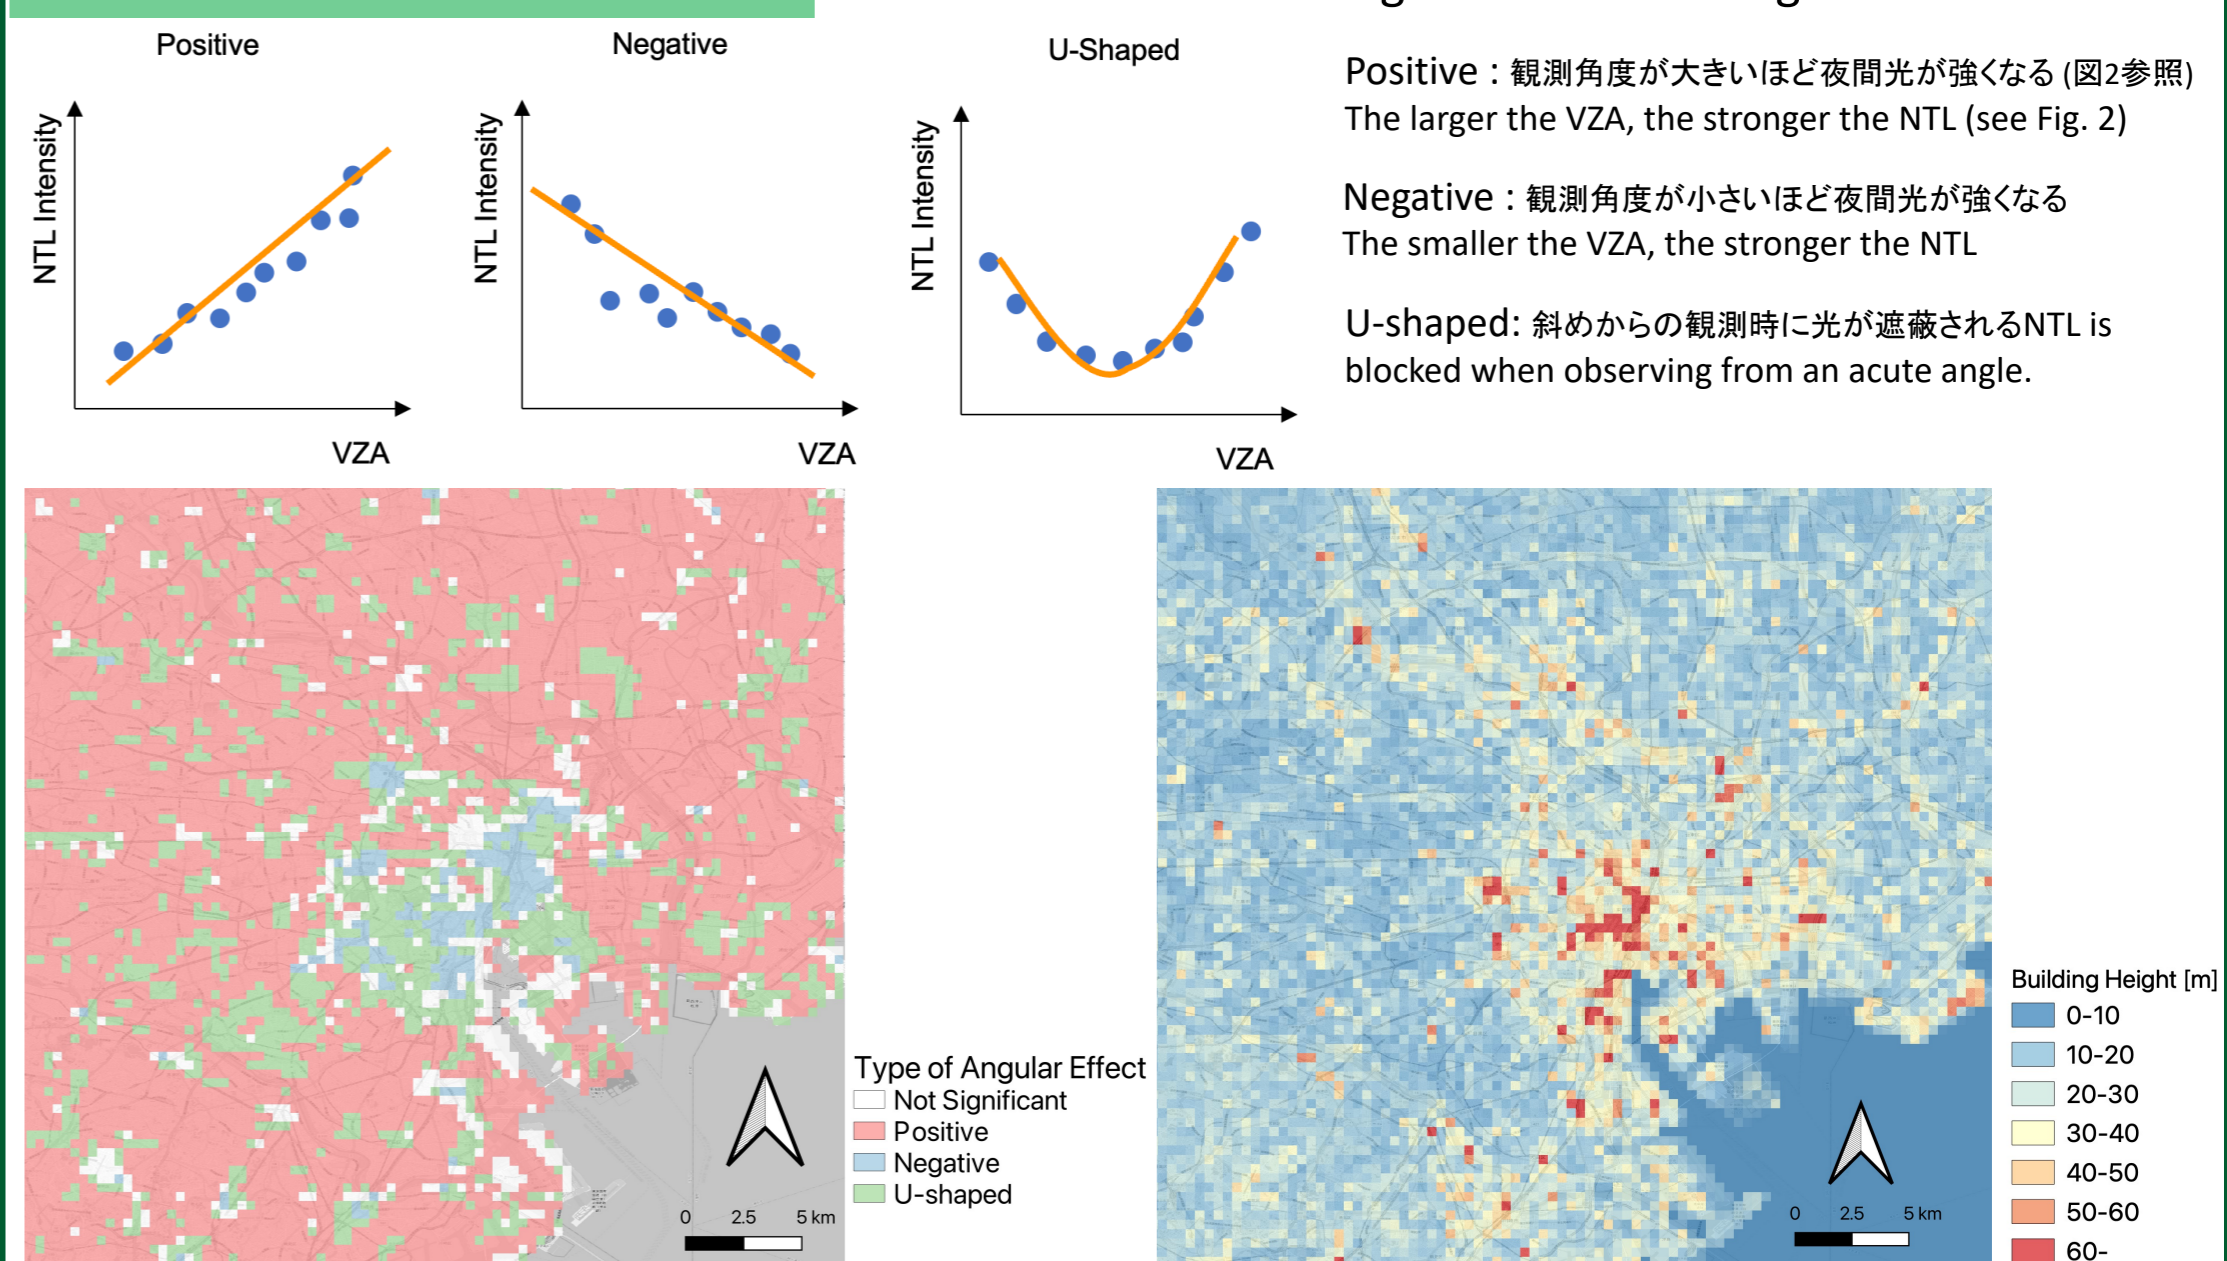 Positive
NTL Intensity
VZA
Negative
NTL Intensity
VZA
U-Shaped
NTL Intensity
VZA
Positive : 観測角度が大きいほど夜間光が強くなる (図2参照)
The larger the VZA, the stronger the NTL (see Fig. 2)
Negative : 観測角度が小さいほど夜間光が強くなる
The smaller the VZA, the stronger the NTL
U-shaped: 斜めからの観測時に光が遮蔽されるNTL is
blocked when observing from an acute angle.
Type of Angular Effect
Not Significant
Positive
Negative
U-shaped
0 2.5 5 km
Building Height [m]
0-10
10-20
20-30
30-40
40-50
50-60
60-
0 2.5 5 km